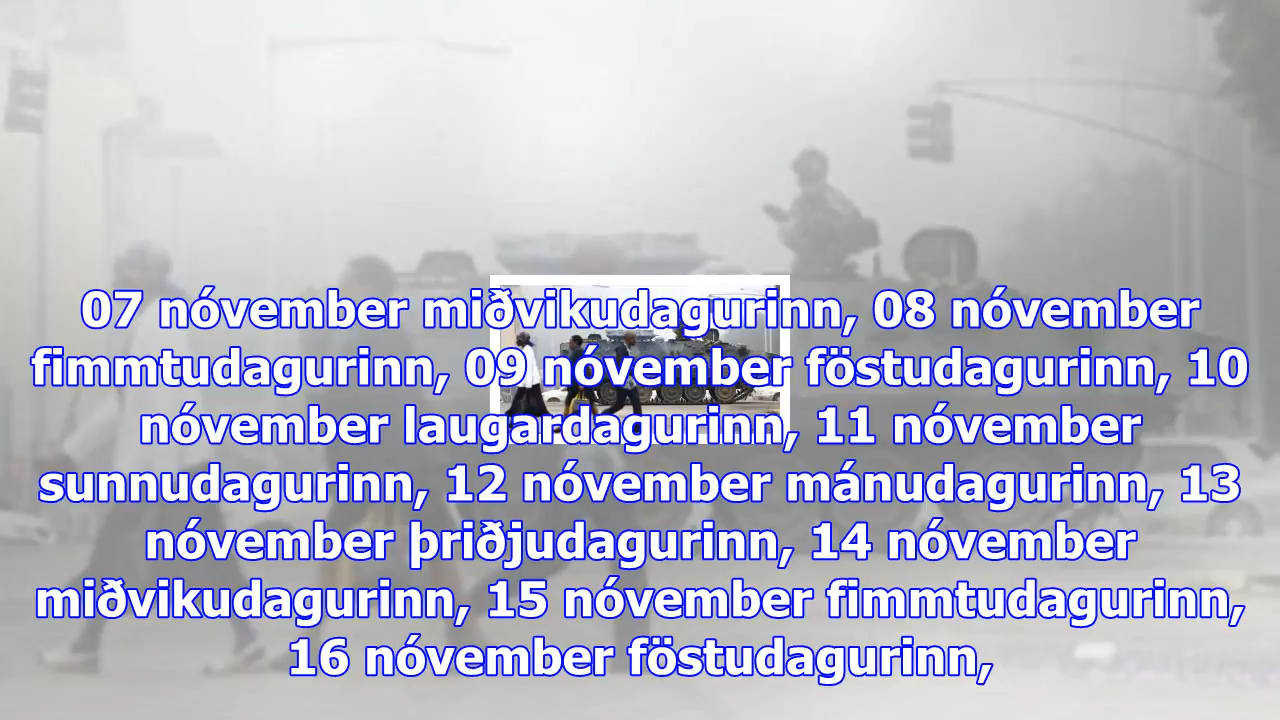 07 nóvember miðvikudagurinn, 08 nóvember
fimmtudagurinn, 09 nóvember föstudagurinn, 10
nóvember laugardagurinn, 11 nóvember
sunnudagurinn, 12 nóvember mánudagurinn, 13
nóvember þriðjudagurinn, 14 nóvember
miðvikudagurinn, 15 nóvember fimmtudagurinn,
16 nóvember föstudagurinn,